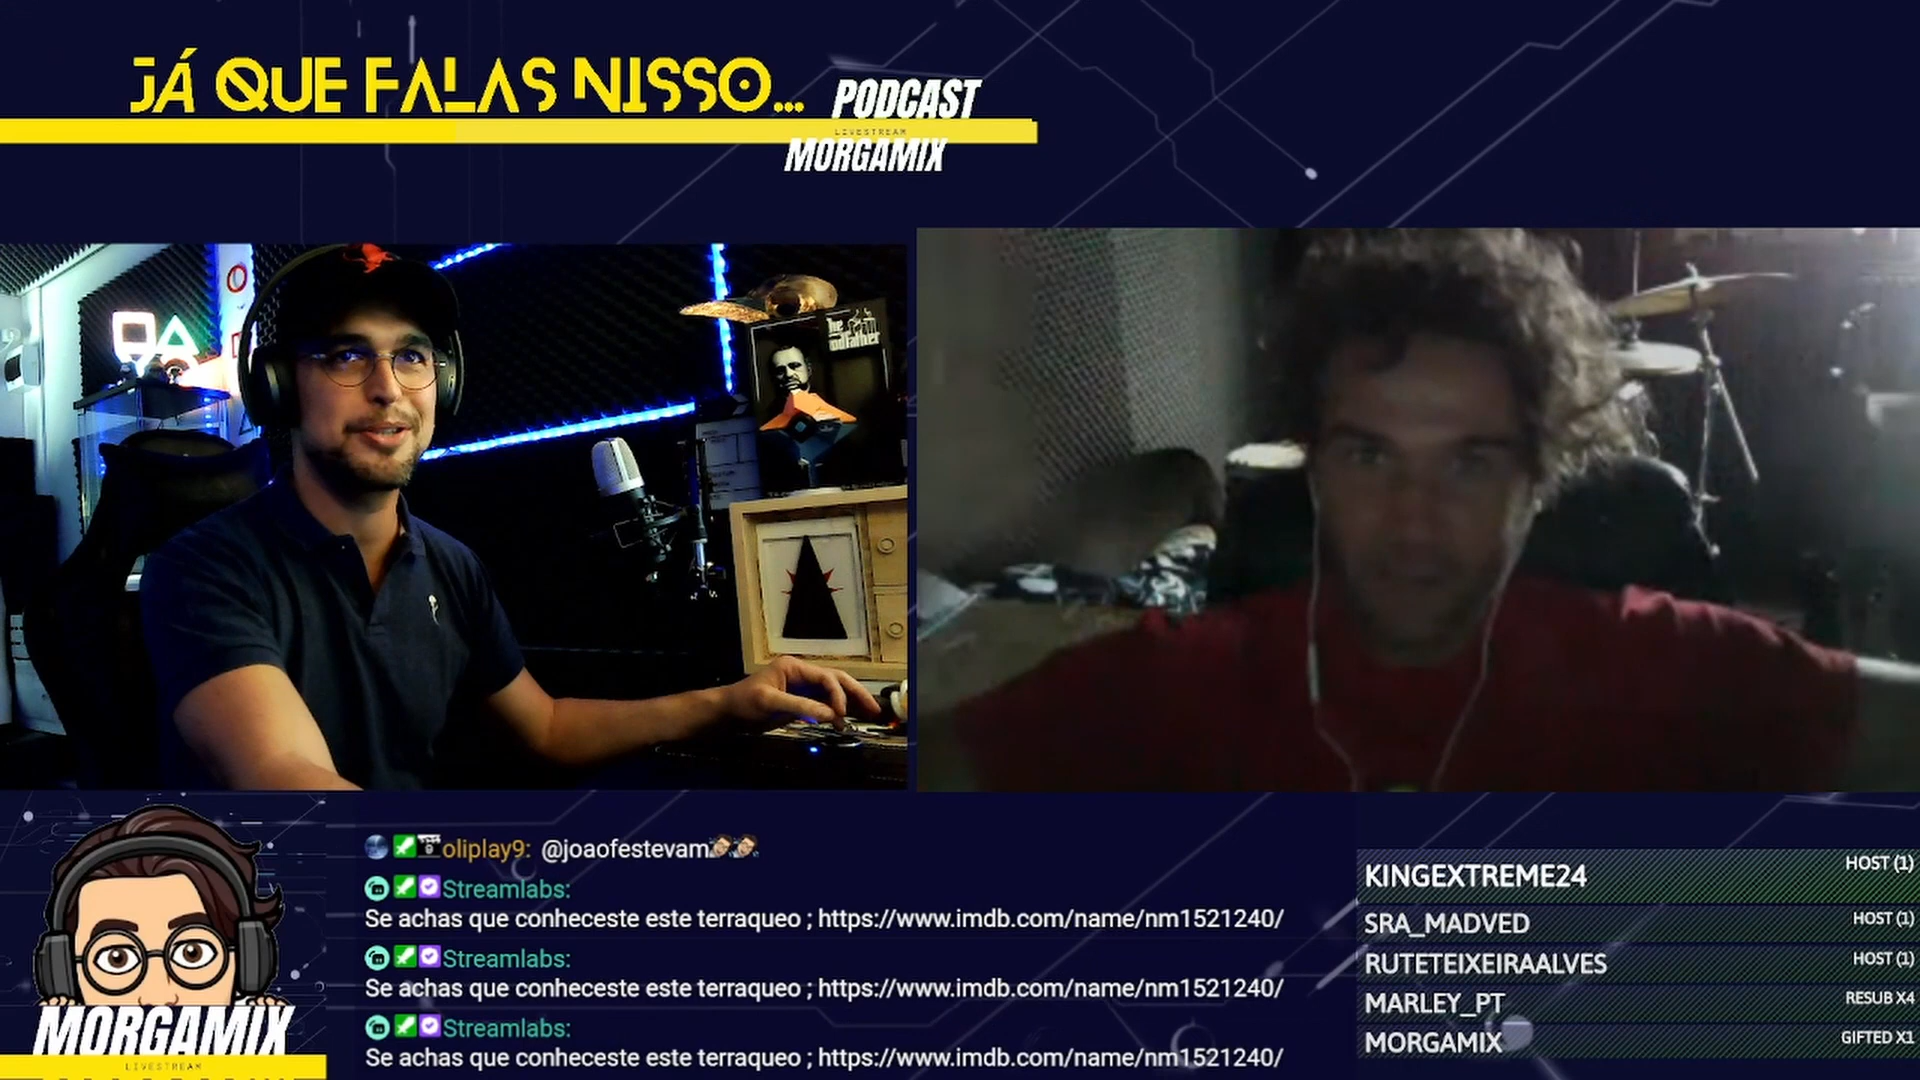 JÁ QUE FALAS NISSO...
PODCAST
LIVESTREAM
MORGAMIX
The
Godfather
oliplay9: @joaofestevam
Streamlabs:
Se achas que conheceste este terraqueo ; https://www.imdb.com/name/nm1521240/
Streamlabs:
Se achas que conheceste este terraqueo ; https://www.imdb.com/name/nm1521240/
Streamlabs:
Se achas que conheceste este terraqueo ; https://www.imdb.com/name/nm1521240/
MORGAMIX
LIVESTREAM
KINGEXTREME24 HOST (1)
SRA_MADVED HOST (1)
RUTETEIXEIRAALVES HOST (1)
MARLEY_PT RESUB X4
MORGAMIX GIFTED X1